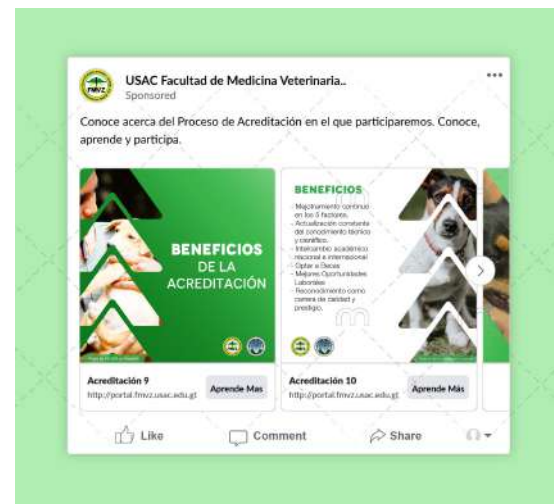 USAC Facultad de Medicina Veterinaria..
Sponsored
Conoce acerca del Proceso de Acreditación en el que participaremos. Conoce,
aprende y participa.
BENEFICIOS
DE LA
ACREDITACIÓN
BENEFICIOS
- Mejoramiento continuo
en los 5 factores.
- Actualización constante
del conocimiento técnico
y científico.
- Intercambio académico
nacional e internacional
- Optar a Becas
- Mejores Oportunidades
Laborales
- Reconocimiento como
carrera de calidad y
prestigio.
Acreditación 9
http://portal.fmvz.usac.edu.gt
Aprende Mas
Acreditación 10
http://portal.fmvz.usac.edu.gt
Aprende Más
Like
Comment
Share
FMVZ